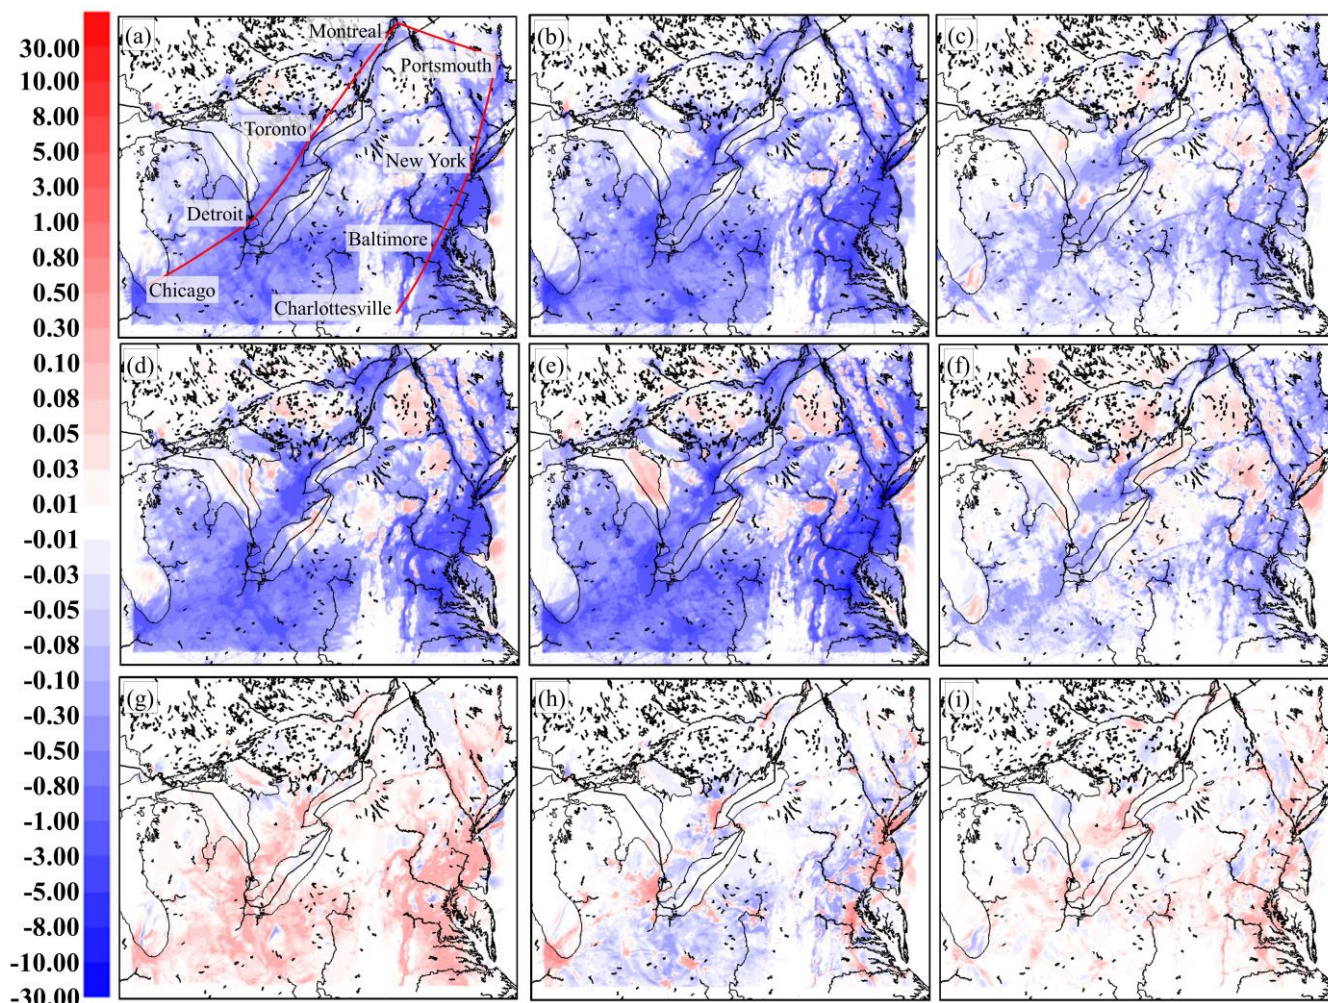 30.00
10.00
8.00
5.00
3.00
1.00
0.80
0.50
0.30
0.10
0.08
0.05
0.03
0.01
-0.01
-0.03
-0.05
-0.08
-0.10
-0.30
-0.50
-0.80
-1.00
-3.00
-5.00
-8.00
-10.00
-30.00
(a)
Montreal
Portsmouth
Toronto
New York
Detroit
Baltimore
Chicago
Charlottesville
(b)
(c)
(d)
(e)
(f)
(g)
(h)
(i)